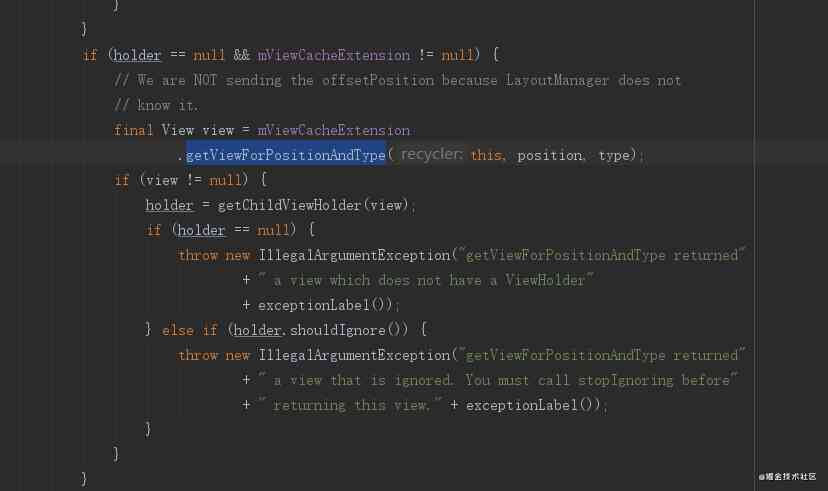 }
}
if (holder == null && mViewCacheExtension != null) {
// We are NOT sending the offsetPosition because LayoutManager does not
// know it.
final View view = mViewCacheExtension
.getViewForPositionAndType( recycler: this, position, type);
if (view != null) {
holder = getChildViewHolder(view);
if (holder == null) {
throw new IllegalArgumentException("getViewForPositionAndType returned"
+ " a view which does not have a ViewHolder"
+ exceptionLabel());
} else if (holder.shouldIgnore()) {
throw new IllegalArgumentException("getViewForPositionAndType returned"
+ " a view that is ignored. You must call stopIgnoring before"
+ " returning this view." + exceptionLabel());
}
}
}
@掘金技术社区